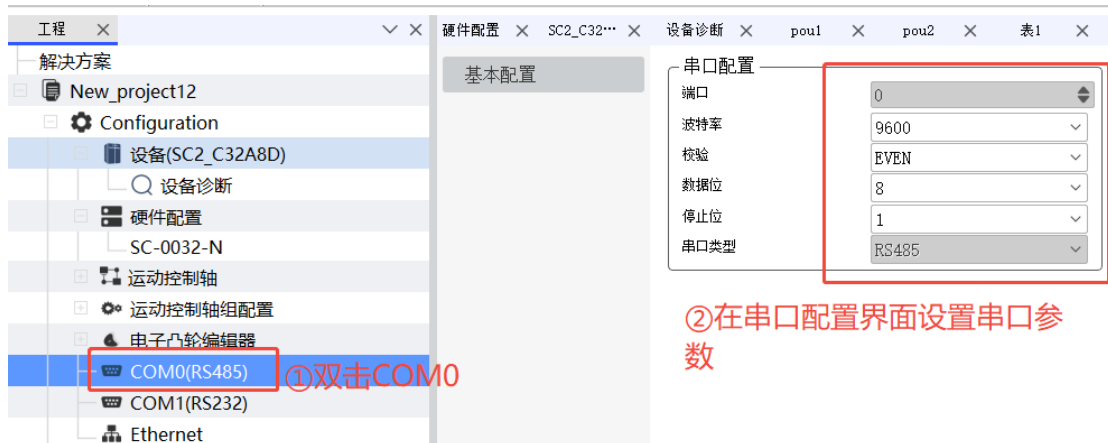 工程
硬件配置 SC2_C32… 设备诊断 pou1 pou2 表1
解决方案
New_project12
Configuration
设备(SC2_C32A8D)
设备诊断
硬件配置
SC-0032-N
运动控制轴
运动控制轴组配置
电子凸轮编辑器
COM0(RS485)
COM1(RS232)
Ethernet
①双击COM0
基本配置
串口配置
端口 0
波特率 9600
校验 EVEN
数据位 8
停止位 1
串口类型 RS485
②在串口配置界面设置串口参
数